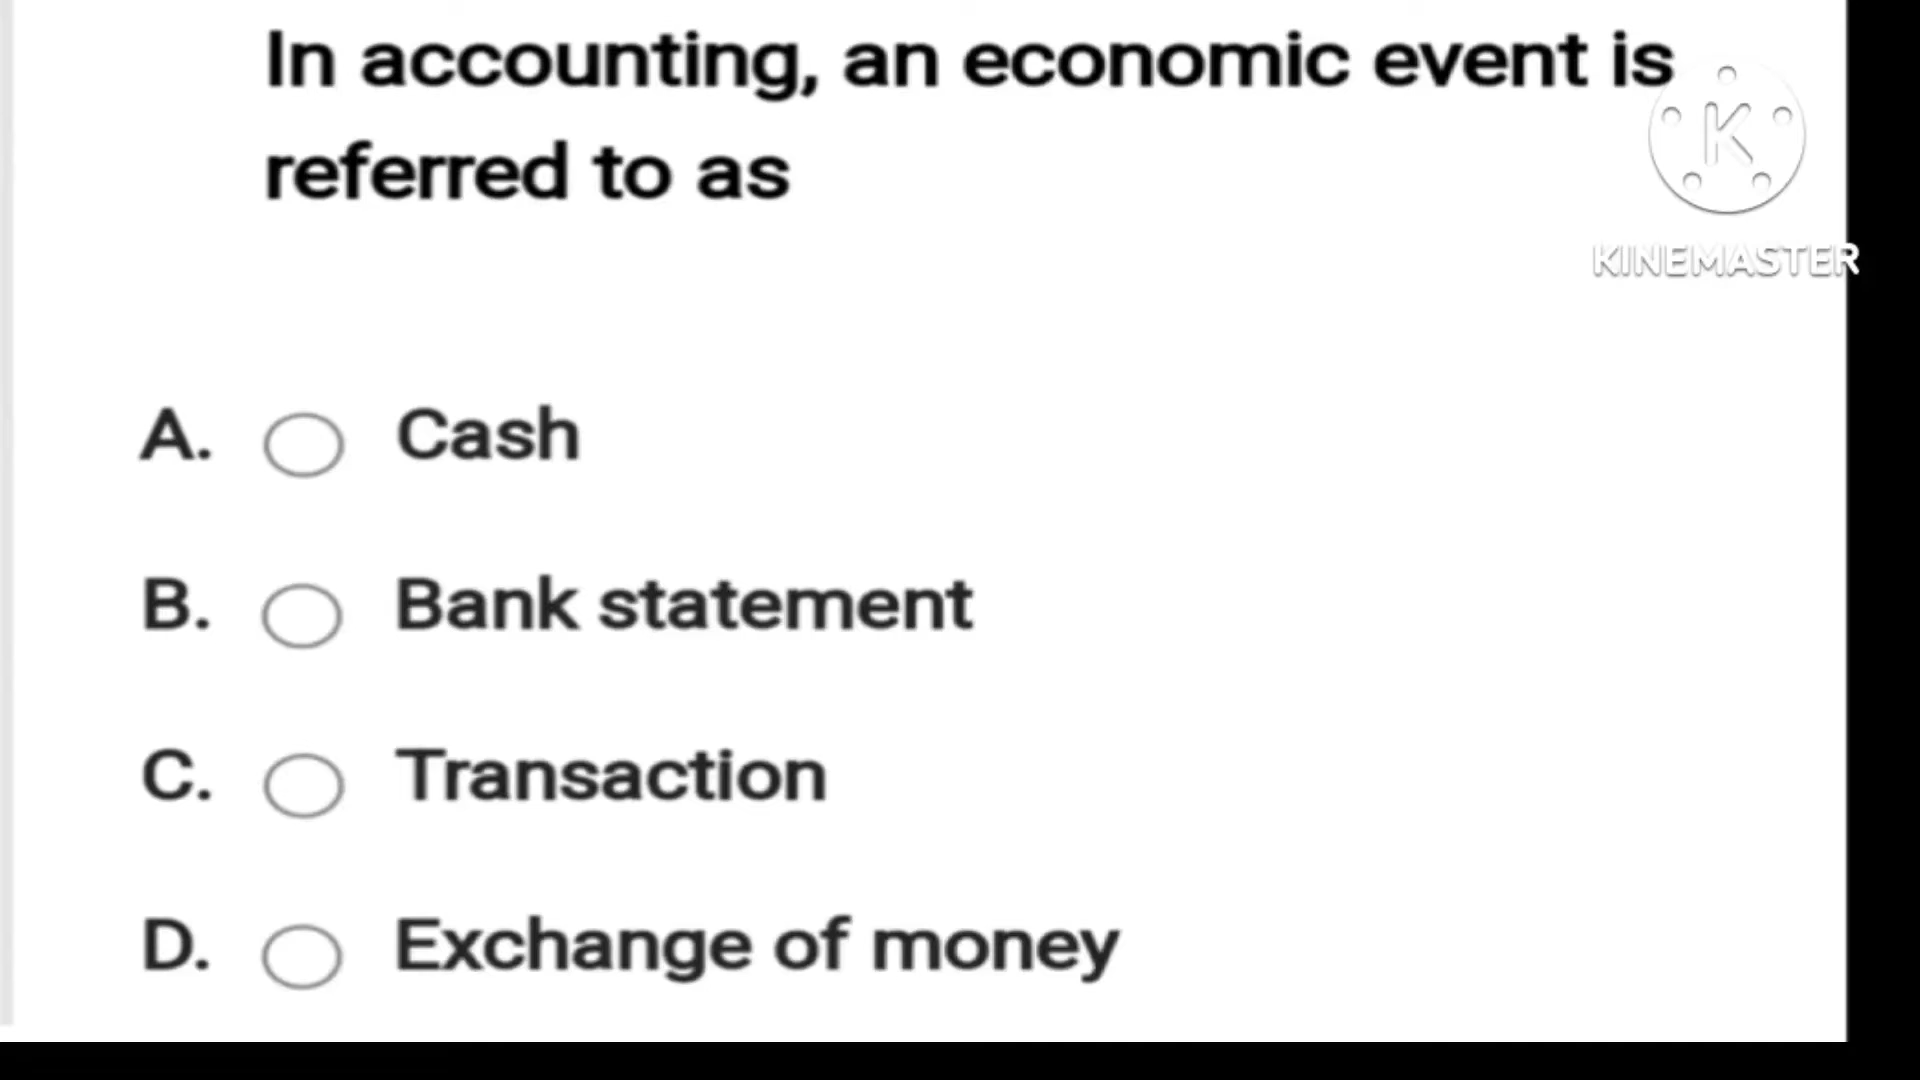 In accounting, an economic event is
referred to as
K
KINEMASTER
A. Cash
B. Bank statement
C. Transaction
D. Exchange of money